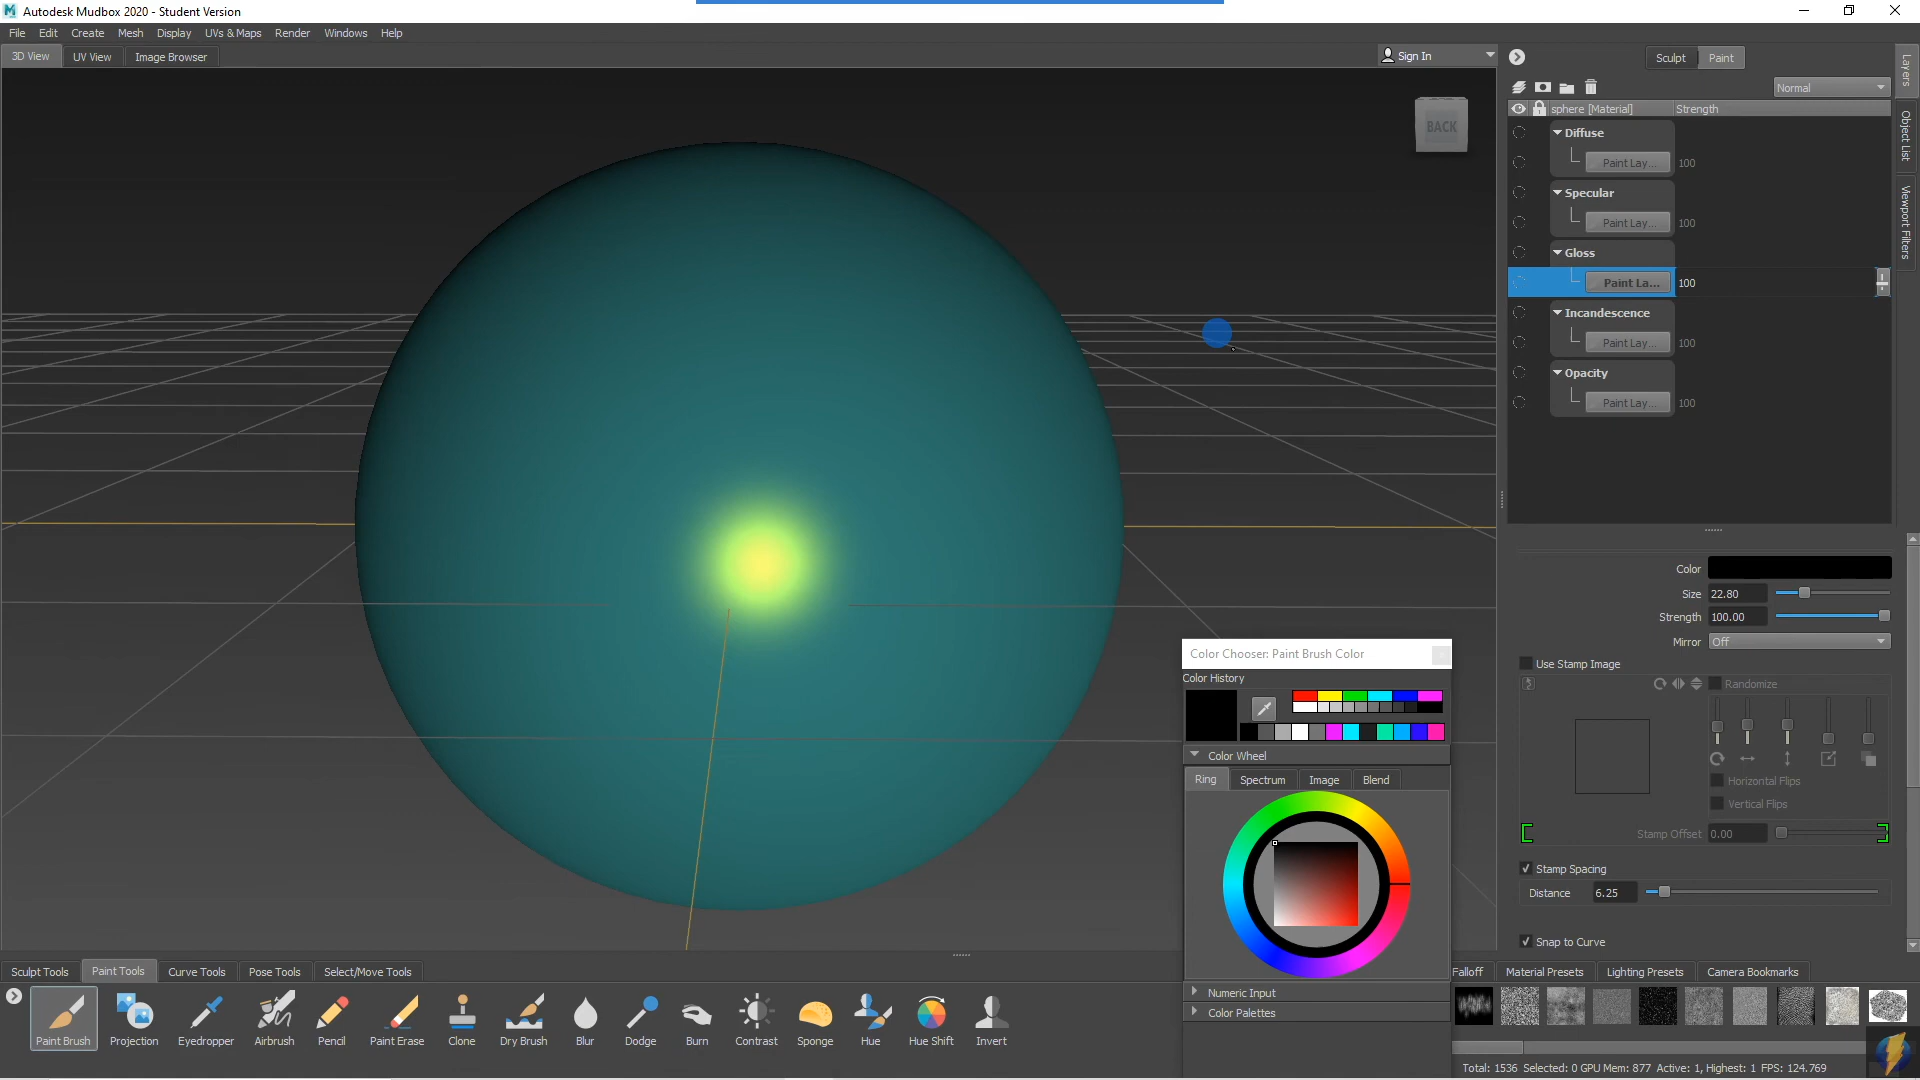 Autodesk Mudbox 2020 - Student Version
File Edit Create Mesh Display UVs & Maps Render Windows Help
3D View UV View Image Browser
Sign In
Sculpt Paint
Normal
sphere [Material] Strength
Diffuse
Paint Lay... 100
Specular
Paint Lay... 100
Gloss
Paint La... 100
Incandescence
Paint Lay... 100
Opacity
Paint Lay... 100
Layers
Object List
Viewport Filters
BACK
Color
Size 22.80
Strength 100.00
Mirror Off
Use Stamp Image
Randomize
Horizontal Flips
Vertical Flips
Stamp Offset 0.00
Stamp Spacing
Distance 6.25
Snap to Curve
Color Chooser: Paint Brush Color
Color History
Color Wheel
Ring Spectrum Image Blend
Numeric Input
Color Palettes
Sculpt Tools Paint Tools Curve Tools Pose Tools Select/Move Tools
Falloff Material Presets Lighting Presets Camera Bookmarks
Paint Brush Projection Eyedropper Airbrush Pencil Paint Erase Clone Dry Brush Blur Dodge Burn Contrast Sponge Hue Hue Shift Invert
Total: 1536 Selected: 0 GPU Mem: 877 Active: 1, Highest: 1 FPS: 124.769